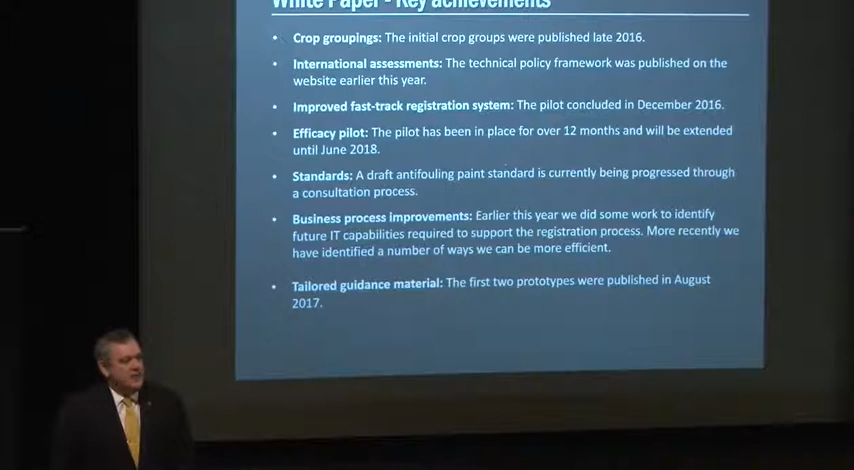 White Paper - Key achievements
• Crop groupings: The initial crop groups were published late 2016.
• International assessments: The technical policy framework was published on the
website earlier this year.
• Improved fast-track registration system: The pilot concluded in December 2016.
• Efficacy pilot: The pilot has been in place for over 12 months and will be extended
until June 2018.
• Standards: A draft antifouling paint standard is currently being progressed through
a consultation process.
• Business process improvements: Earlier this year we did some work to identify
future IT capabilities required to support the registration process. More recently we
have identified a number of ways we can be more efficient.
• Tailored guidance material: The first two prototypes were published in August
2017.